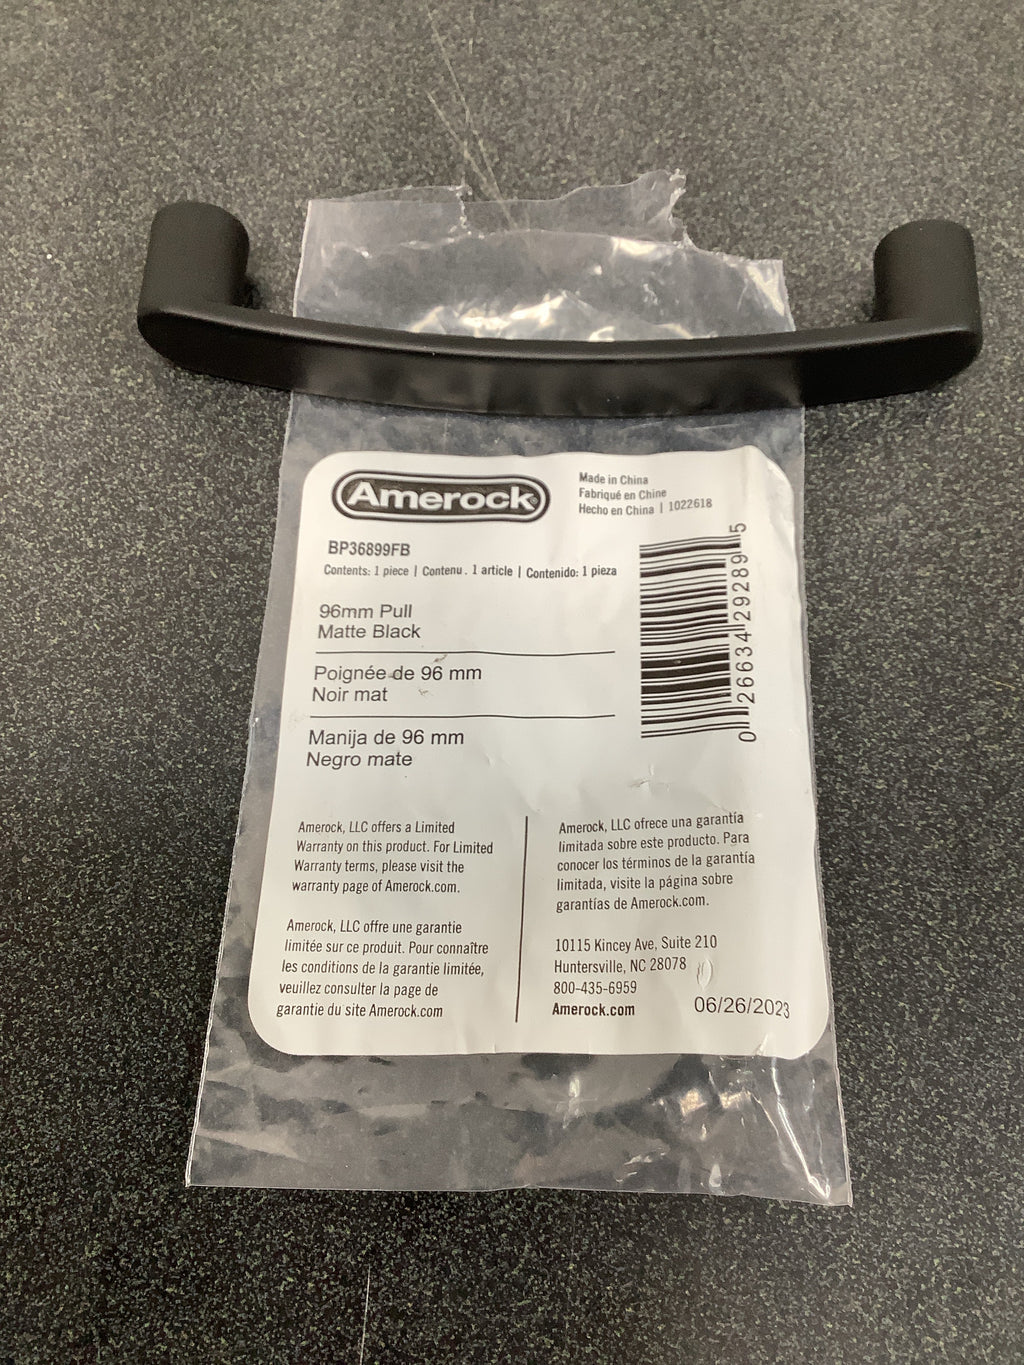 Amerock®
Made in China
Fabriqué en Chine
Hecho en China | 1022618
BP36899FB
Contents: 1 piece | Contenu . 1 article | Contenido: 1 pieza
96mm Pull
Matte Black
Poignée de 96 mm
Noir mat
Manija de 96 mm
Negro mate
0 26634 29289 5
Amerock, LLC offers a Limited
Warranty on this product. For Limited
Warranty terms, please visit the
warranty page of Amerock.com.
Amerock, LLC offre une garantie
limitée sur ce produit. Pour connaître
les conditions de la garantie limitée,
veuillez consulter la page de
garantie du site Amerock.com
Amerock, LLC ofrece una garantía
limitada sobre este producto. Para
conocer los términos de la garantía
limitada, visite la página sobre
garantías de Amerock.com.
10115 Kincey Ave, Suite 210
Huntersville, NC 28078
800-435-6959
Amerock.com
06/26/2023